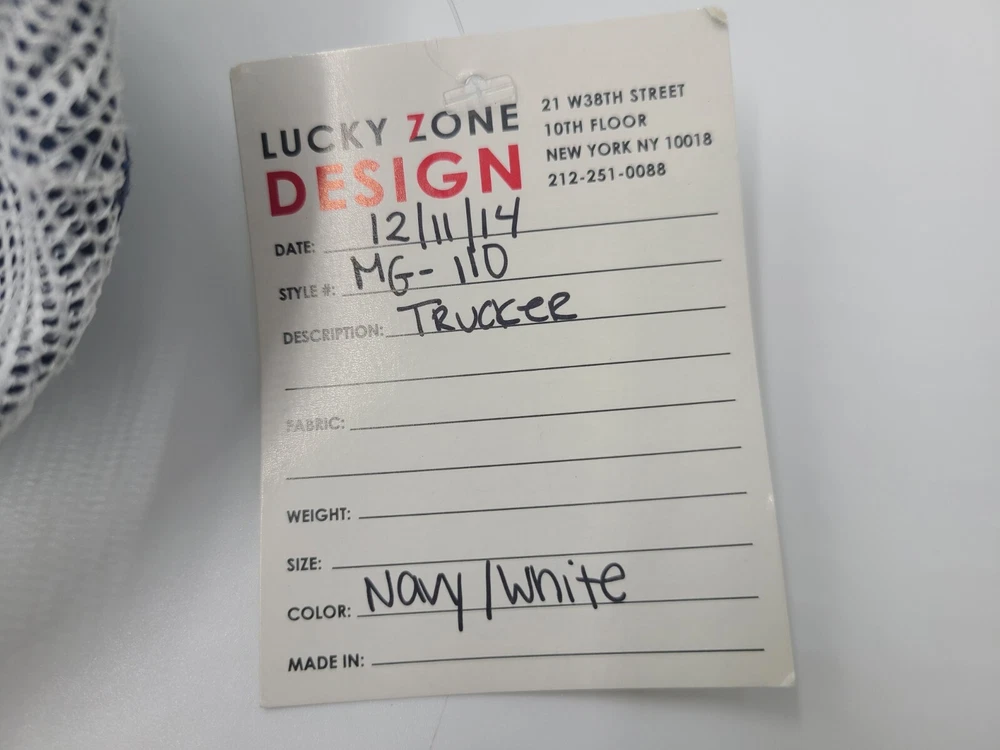 LUCKY ZONE
DESIGN
21 W38TH STREET
10TH FLOOR
NEW YORK NY 10018
212-251-0088
DATE: 12/11/14
STYLE #: MG-110
DESCRIPTION: TRUCKER
FABRIC:
WEIGHT:
SIZE:
COLOR: Navy/White
MADE IN: